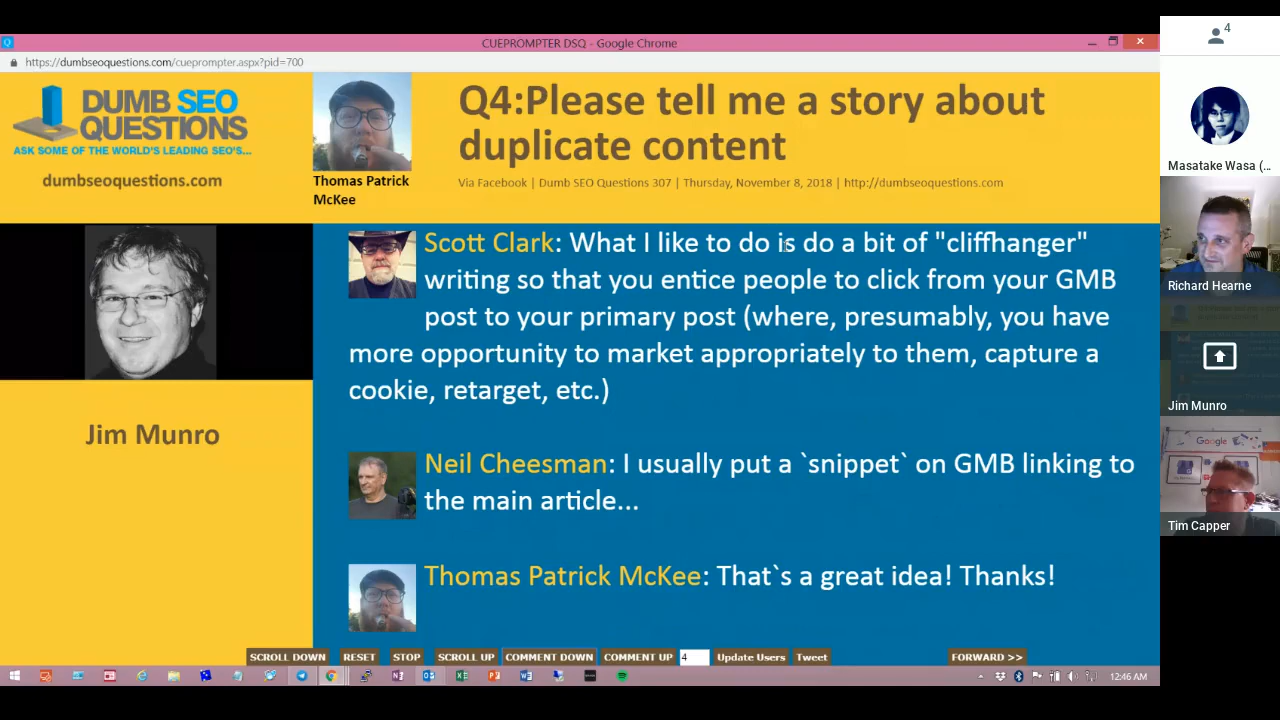 CUEPROMPTER DSQ - Google Chrome
https://dumbseoquestions.com/cueprompter.aspx?pid=700
DUMB SEO
QUESTIONS
ASK SOME OF THE WORLD'S LEADING SEO'S...
dumbseoquestions.com
Thomas Patrick
McKee
Q4:Please tell me a story about
duplicate content
Via Facebook | Dumb SEO Questions 307 | Thursday, November 8, 2018 | http://dumbseoquestions.com
Jim Munro
Scott Clark: What I like to do is do a bit of "cliffhanger"
writing so that you entice people to click from your GMB
post to your primary post (where, presumably, you have
more opportunity to market appropriately to them, capture a
cookie, retarget, etc.)
Neil Cheesman: I usually put a `snippet` on GMB linking to
the main article...
Thomas Patrick McKee: That`s a great idea! Thanks!
SCROLL DOWN RESET STOP SCROLL UP COMMENT DOWN COMMENT UP 4 Update Users Tweet FORWARD >>
12:46 AM
4
Masatake Wasa (...
Richard Hearne
Jim Munro
Google
Tim Capper